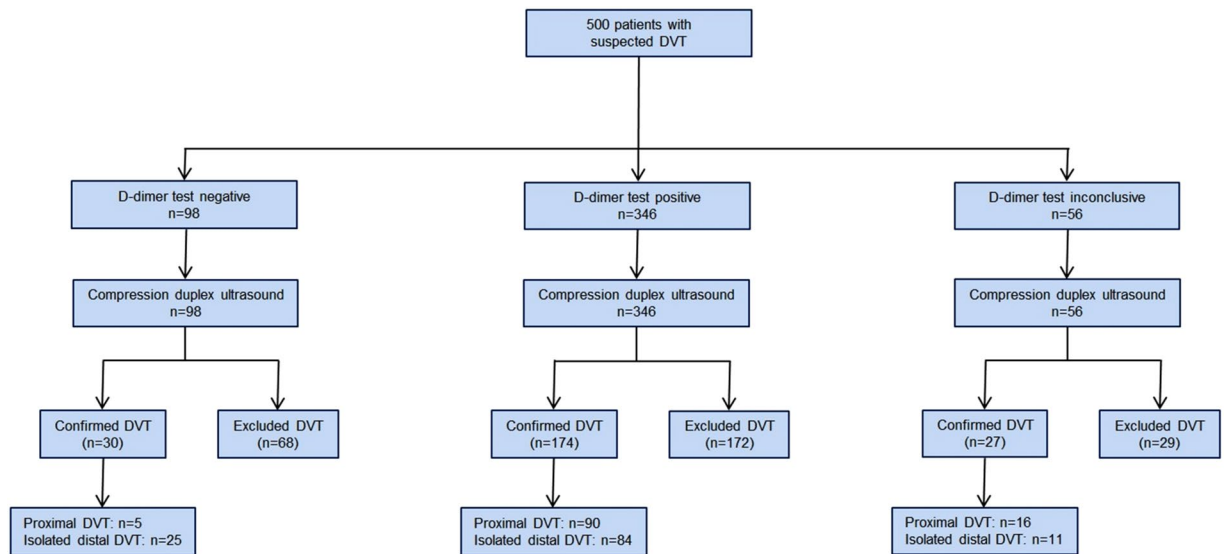 500 patients with
suspected DVT
D-dimer test negative
n=98
D-dimer test positive
n=346
D-dimer test inconclusive
n=56
Compression duplex ultrasound
n=98
Compression duplex ultrasound
n=346
Compression duplex ultrasound
n=56
Confirmed DVT
(n=30)
Excluded DVT
(n=68)
Confirmed DVT
(n=174)
Excluded DVT
(n=172)
Confirmed DVT
(n=27)
Excluded DVT
(n=29)
Proximal DVT: n=5
Isolated distal DVT: n=25
Proximal DVT: n=90
Isolated distal DVT: n=84
Proximal DVT: n=16
Isolated distal DVT: n=11